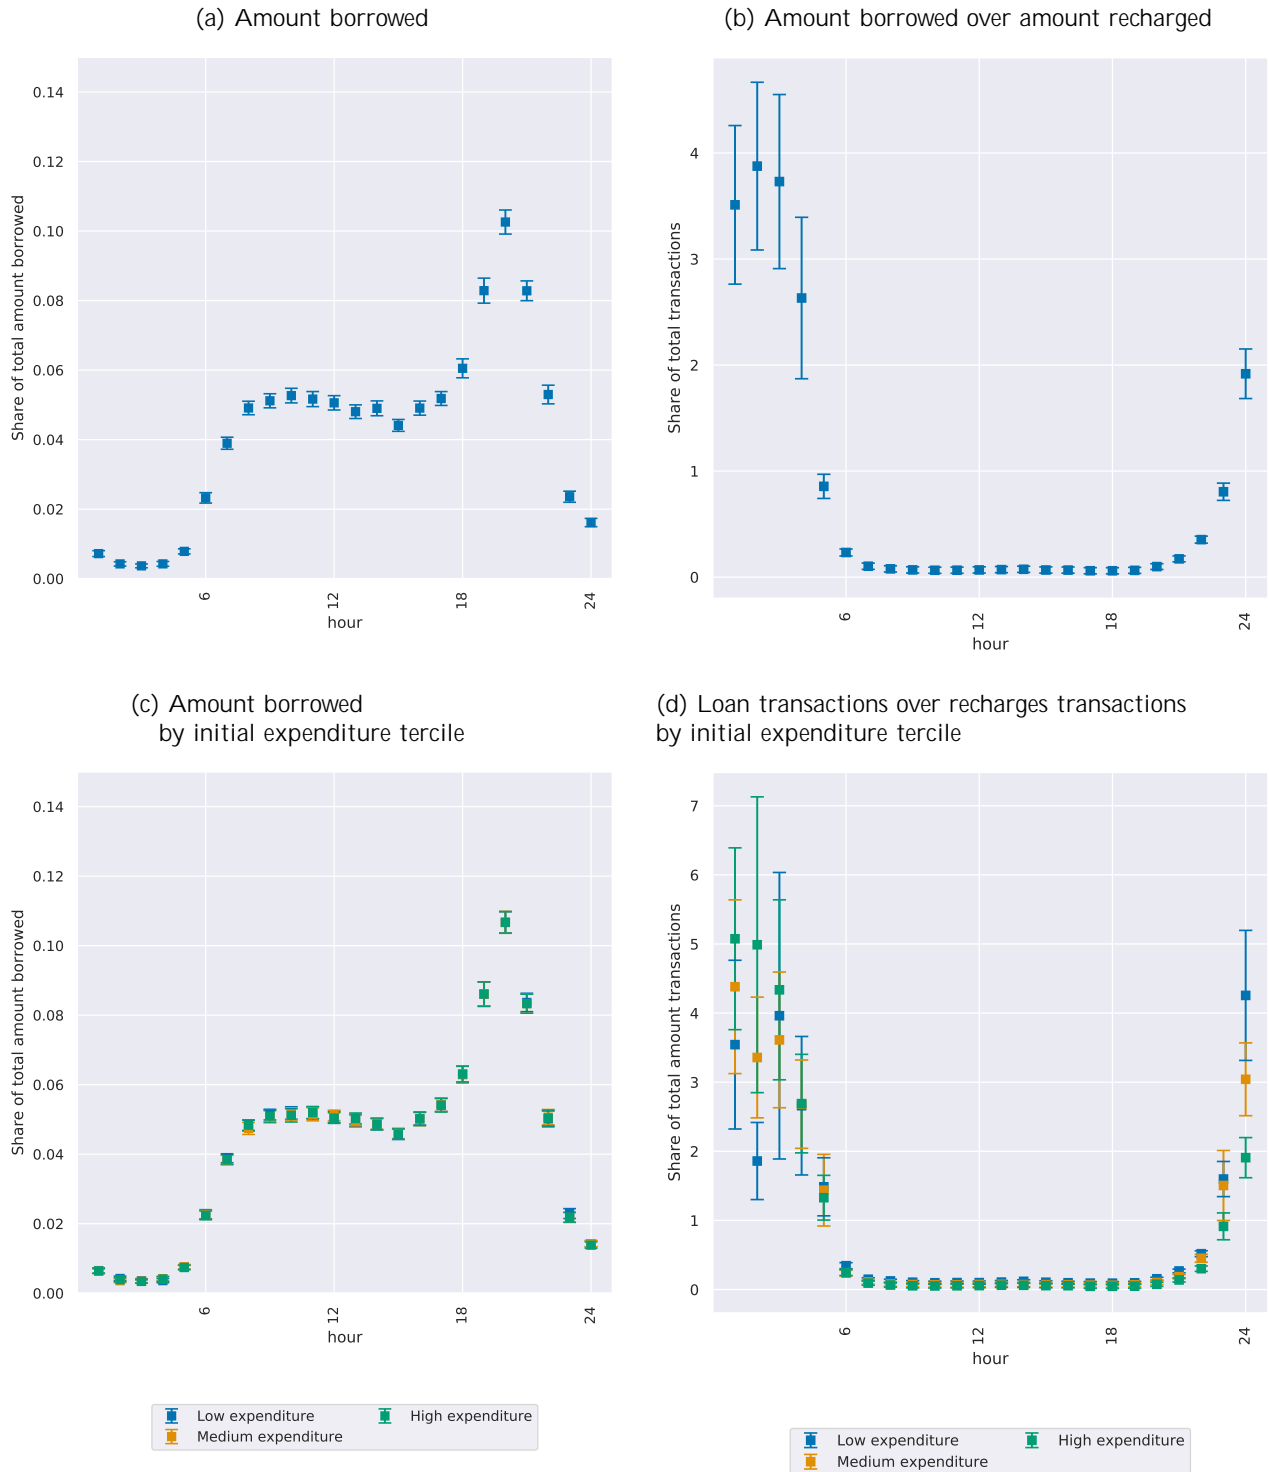 (a) Amount borrowed
0.14
0.12
0.10
0.08
0.06
0.04
0.02
0.00
Share of total amount borrowed
6
12
18
24
hour
(b) Amount borrowed over amount recharged
4
3
2
1
0
Share of total transactions
6
12
18
24
hour
(c) Amount borrowed
by initial expenditure tercile
0.14
0.12
0.10
0.08
0.06
0.04
0.02
0.00
Share of total amount borrowed
6
12
18
24
hour
Low expenditure
Medium expenditure
High expenditure
(d) Loan transactions over recharges transactions
by initial expenditure tercile
7
6
5
4
3
2
1
0
Share of total amount transactions
6
12
18
24
hour
Low expenditure
Medium expenditure
High expenditure